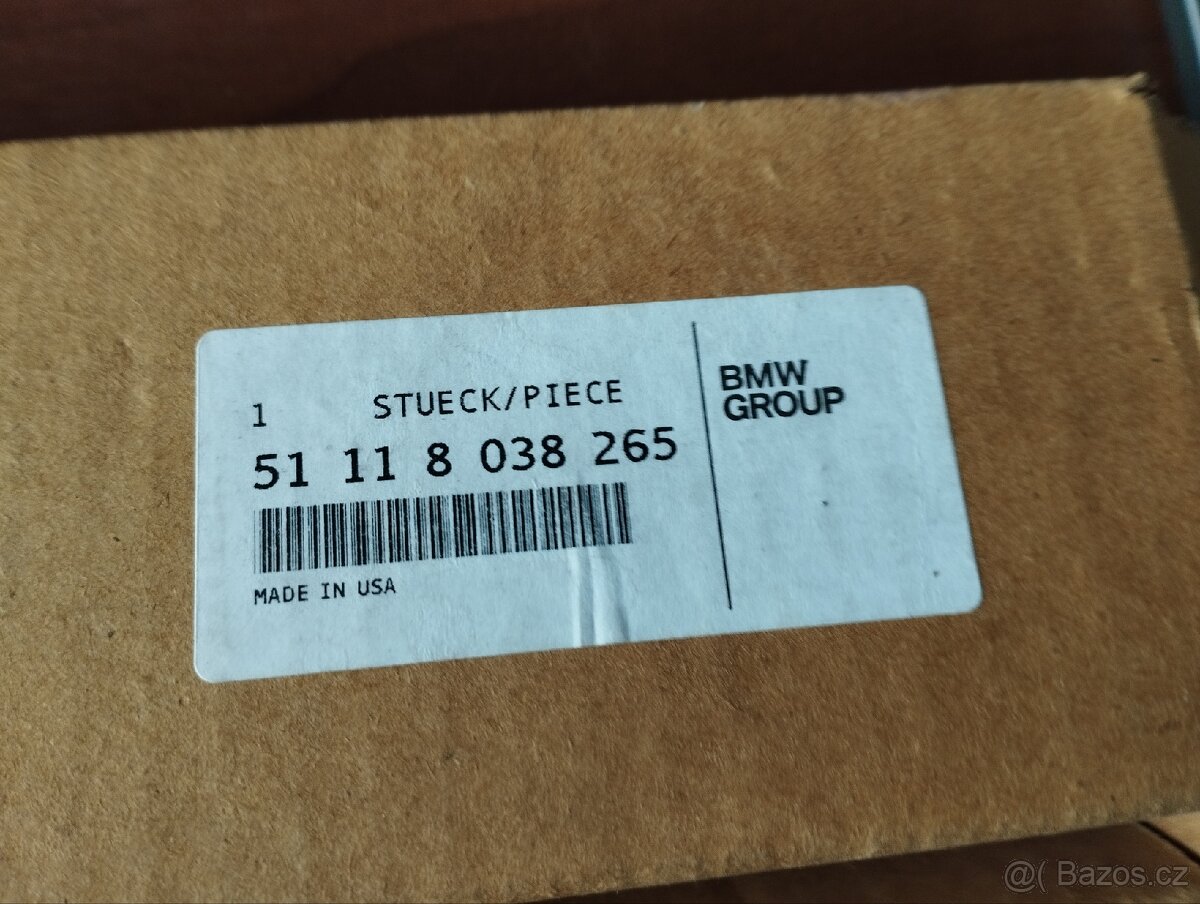 1 STUECK/PIECE
51 11 8 038 265
MADE IN USA
BMW
GROUP
@( Bazos.cz